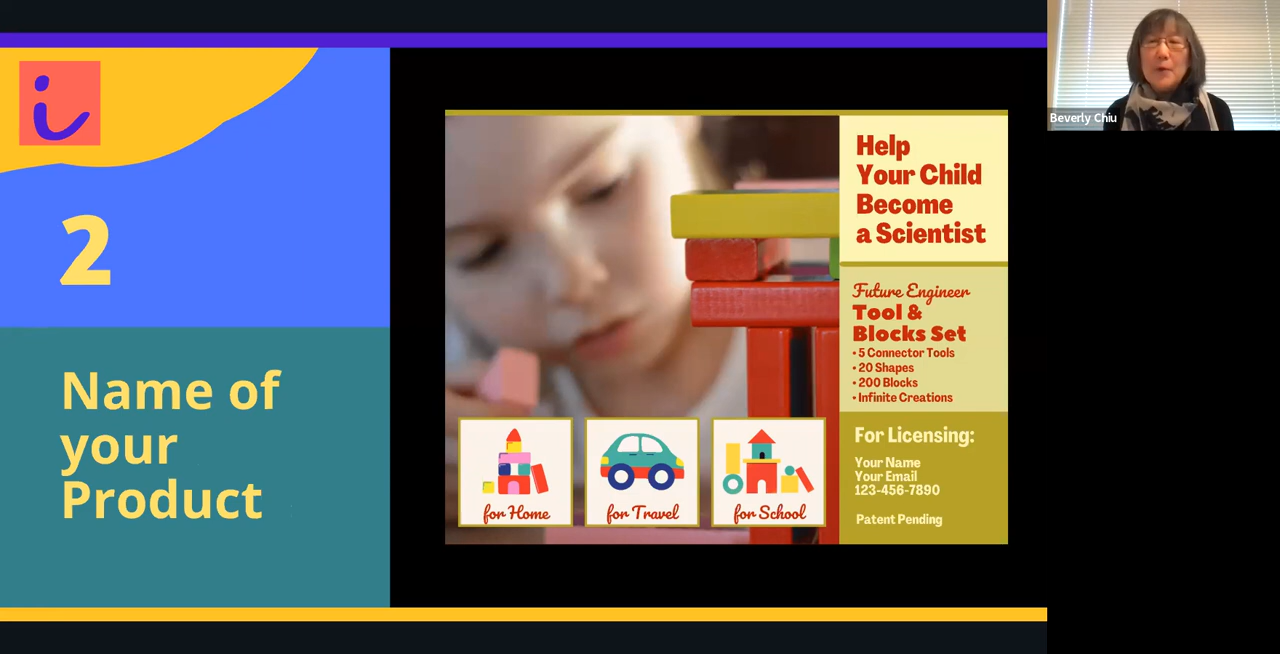 2
Name of
your
Product
Help
Your Child
Become
a Scientist
Future Engineer
Tool &
Blocks Set
• 5 Connector Tools
• 20 Shapes
• 200 Blocks
• Infinite Creations
For Licensing:
Your Name
Your Email
123-456-7890
Patent Pending
for Home
for Travel
for School
Beverly Chiu